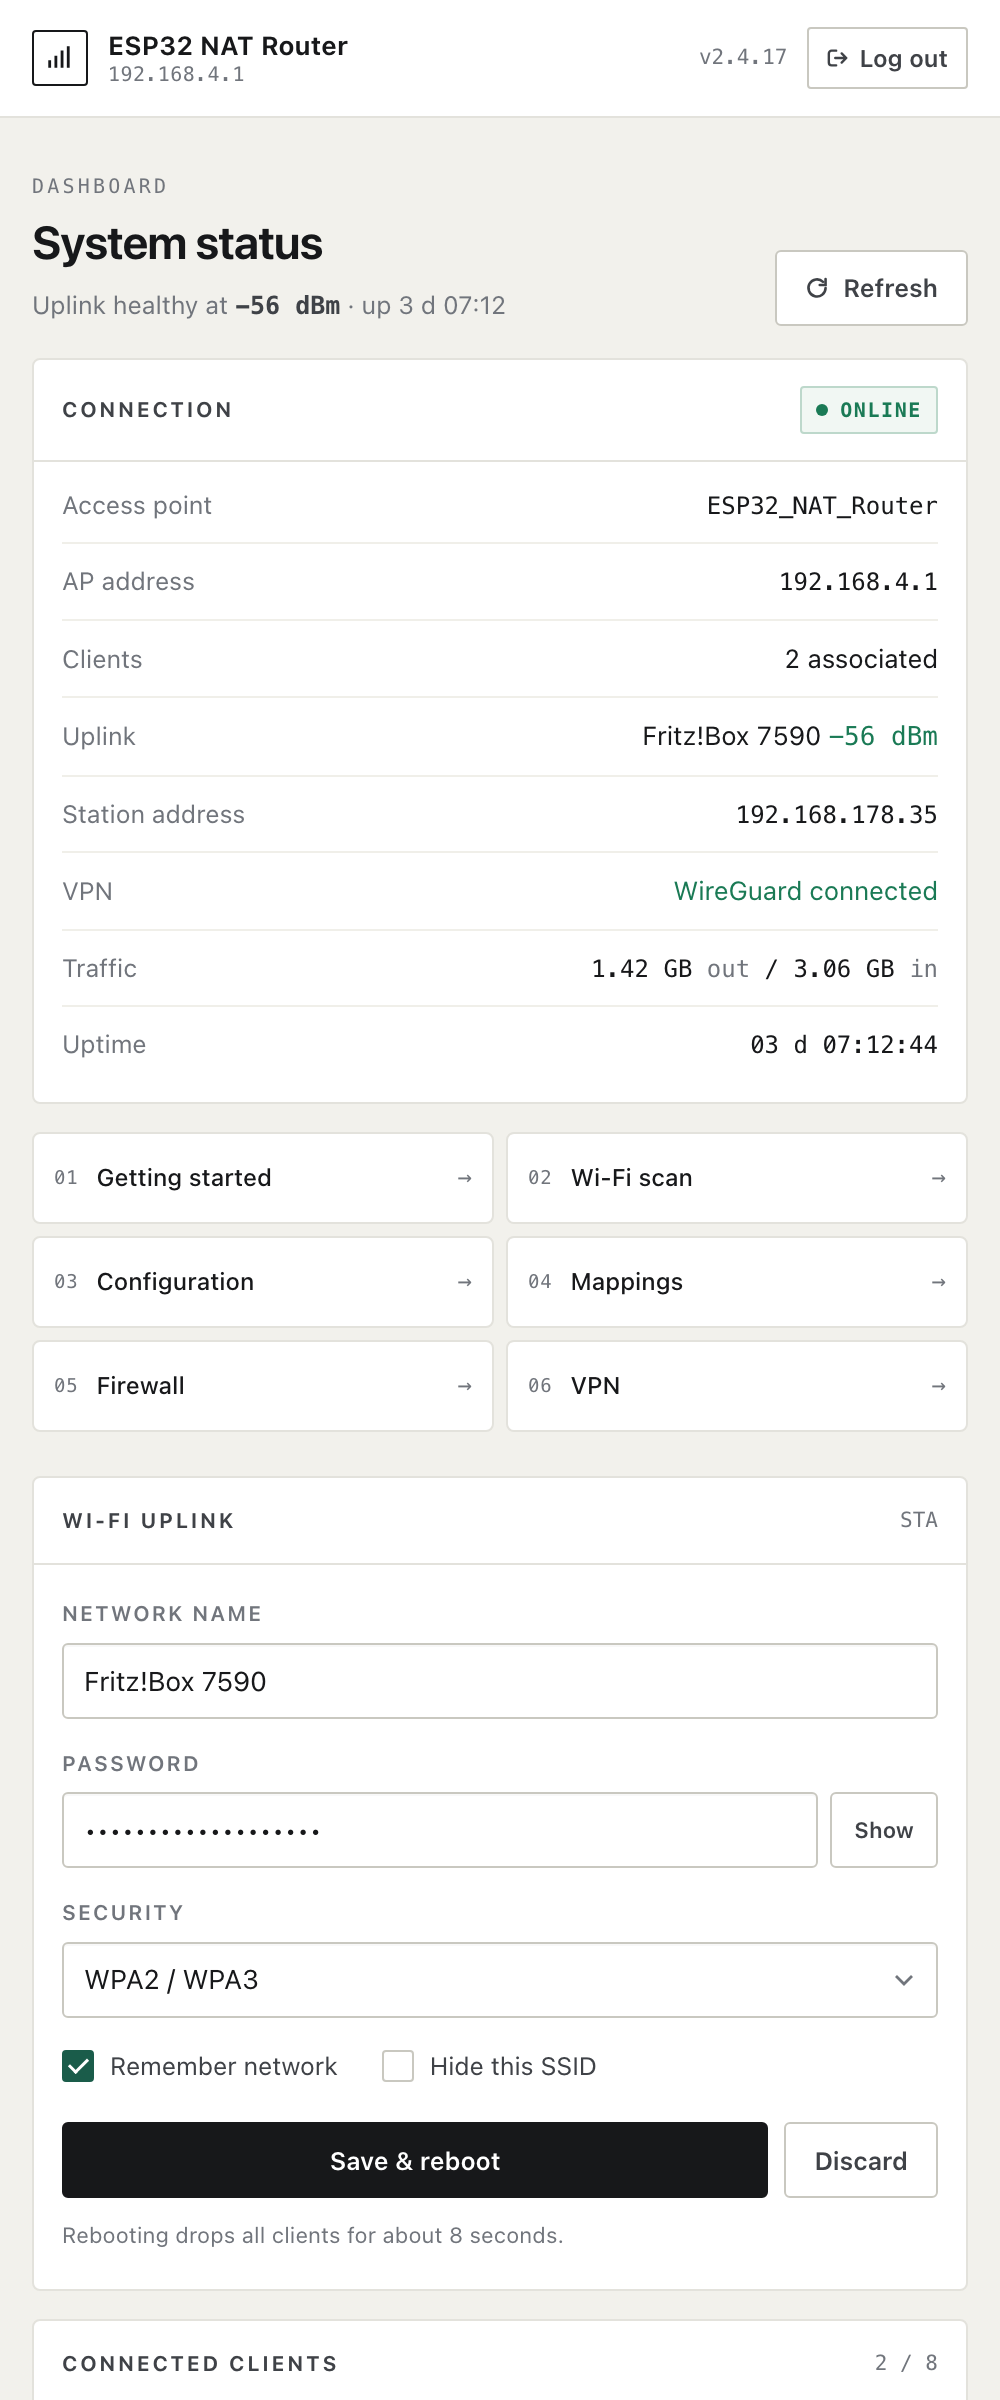 ESP32 NAT Router
192.168.4.1
v2.4.17
Log out
DASHBOARD
System status
Uplink healthy at −56 dBm · up 3 d 07:12
Refresh
CONNECTION
ONLINE
Access point ESP32_NAT_Router
AP address 192.168.4.1
Clients 2 associated
Uplink Fritz!Box 7590 −56 dBm
Station address 192.168.178.35
VPN WireGuard connected
Traffic 1.42 GB out / 3.06 GB in
Uptime 03 d 07:12:44
01 Getting started →
02 Wi-Fi scan →
03 Configuration →
04 Mappings →
05 Firewall →
06 VPN →
WI-FI UPLINK STA
NETWORK NAME
Fritz!Box 7590
PASSWORD
•••••••••••••••••••
Show
SECURITY
WPA2 / WPA3
Remember network
Hide this SSID
Save & reboot
Discard
Rebooting drops all clients for about 8 seconds.
CONNECTED CLIENTS 2 / 8